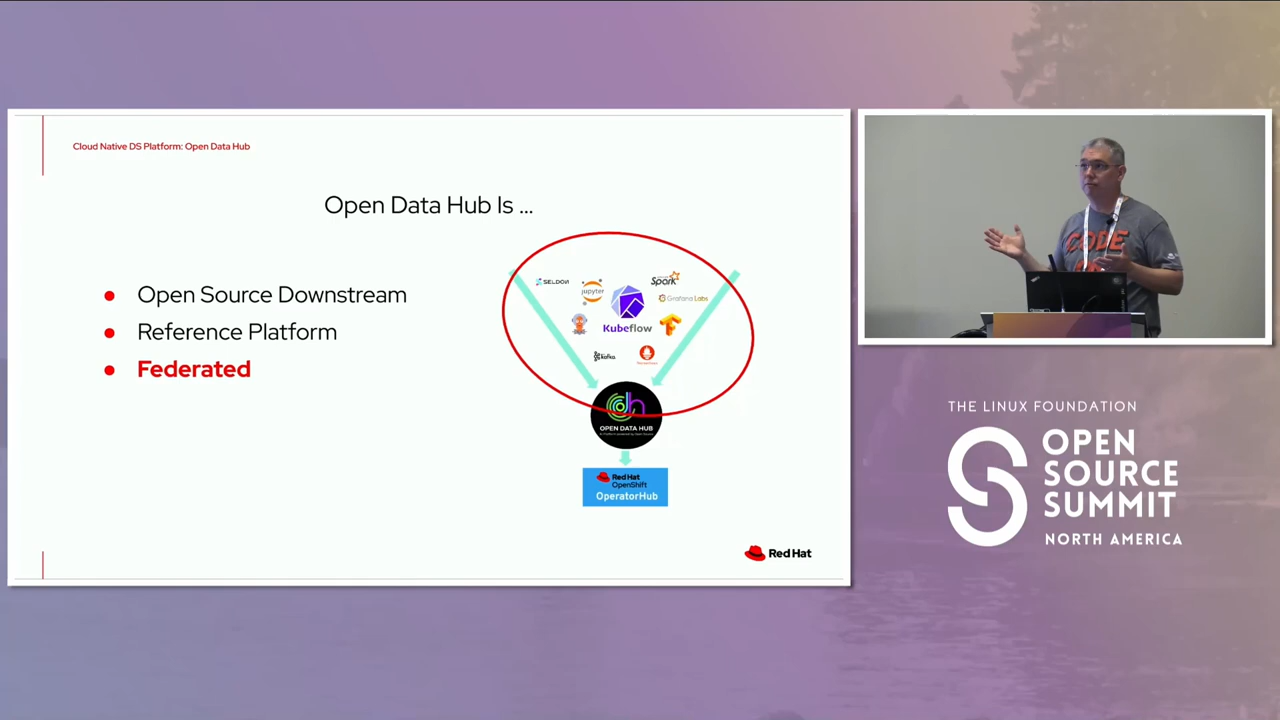 Cloud Native DS Platform: Open Data Hub
Open Data Hub Is ...
Open Source Downstream
Reference Platform
Federated
SELDON
jupyter
Spark
Grafana Labs
Kubeflow
kafka
OPEN DATA HUB
Red Hat
OpenShift
OperatorHub
Red Hat
CODE
THE LINUX FOUNDATION
OPEN
SOURCE
SUMMIT
NORTH AMERICA